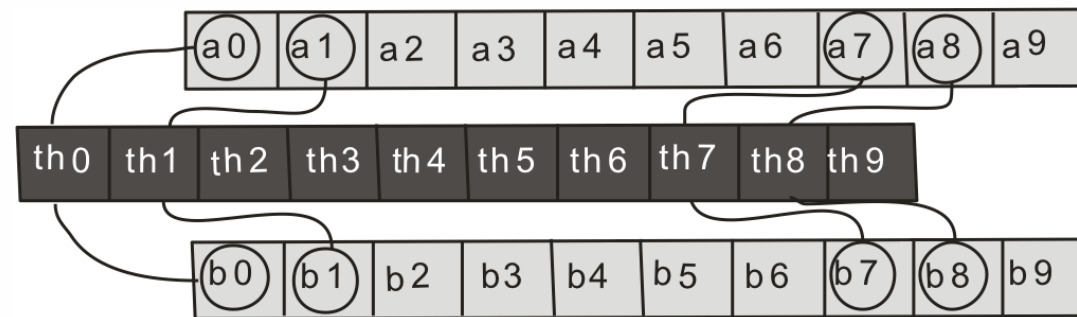 a0 a1 a2 a3 a4 a5 a6 a7 a8 a9
th0 th1 th2 th3 th4 th5 th6 th7 th8 th9
b0 b1 b2 b3 b4 b5 b6 b7 b8 b9